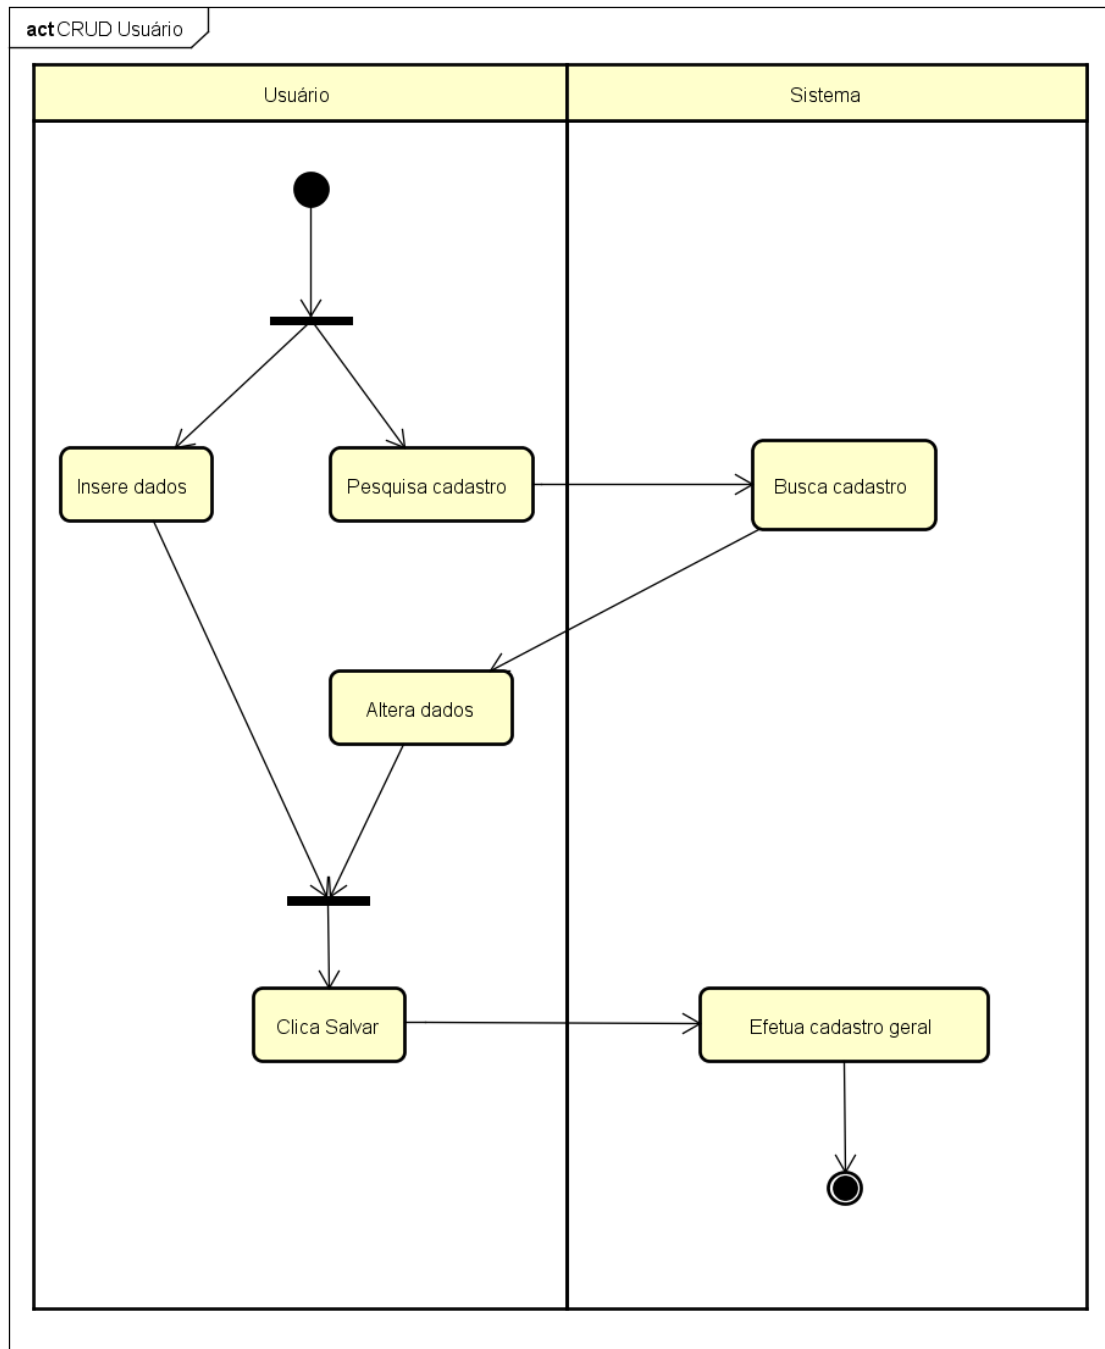 act CRUD Usuário
Usuário
Sistema
Insere dados
Pesquisa cadastro
Busca cadastro
Altera dados
Clica Salvar
Efetua cadastro geral